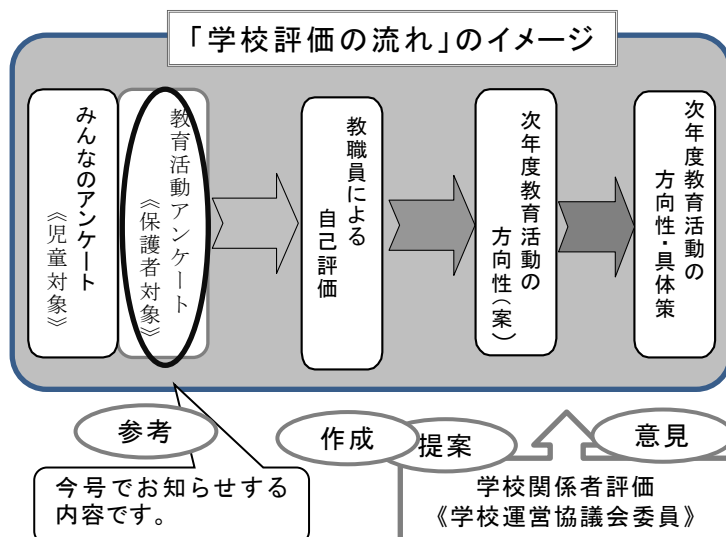 「学校評価の流れ」のイメージ
みんなのアンケート
《児童対象》
教育活動アンケート
《保護者対象》
教職員による
自己評価
次年度教育活動の
方向性(案)
次年度教育活動の
方向性・具体策
参考
作成
提案
意見
今号でお知らせする
内容です。
学校関係者評価
《学校運営協議会委員》